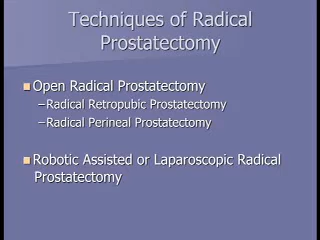 Techniques of Radical
Prostatectomy
Open Radical Prostatectomy
–Radical Retropubic Prostatectomy
–Radical Perineal Prostatectomy
Robotic Assisted or Laparoscopic Radical
Prostatectomy